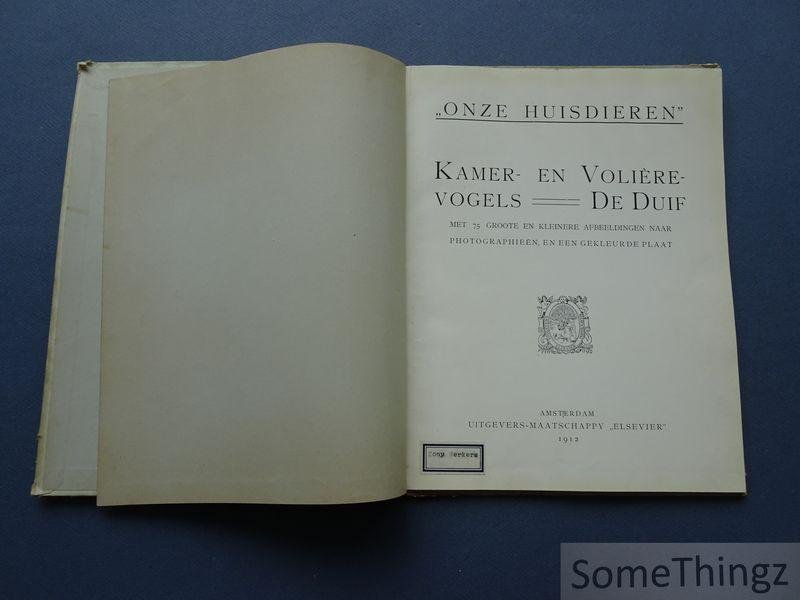 „ONZE HUISDIEREN”
KAMER- EN VOLIÈRE-
VOGELS — DE DUIF
MET 75 GROOTE EN KLEINERE AFBEELDINGEN NAAR
PHOTOGRAPHIEËN, EN EEN GEKLEURDE PLAAT
AMSTERDAM
UITGEVERS-MAATSCHAPPY „ELSEVIER”
1912
SomeThingz